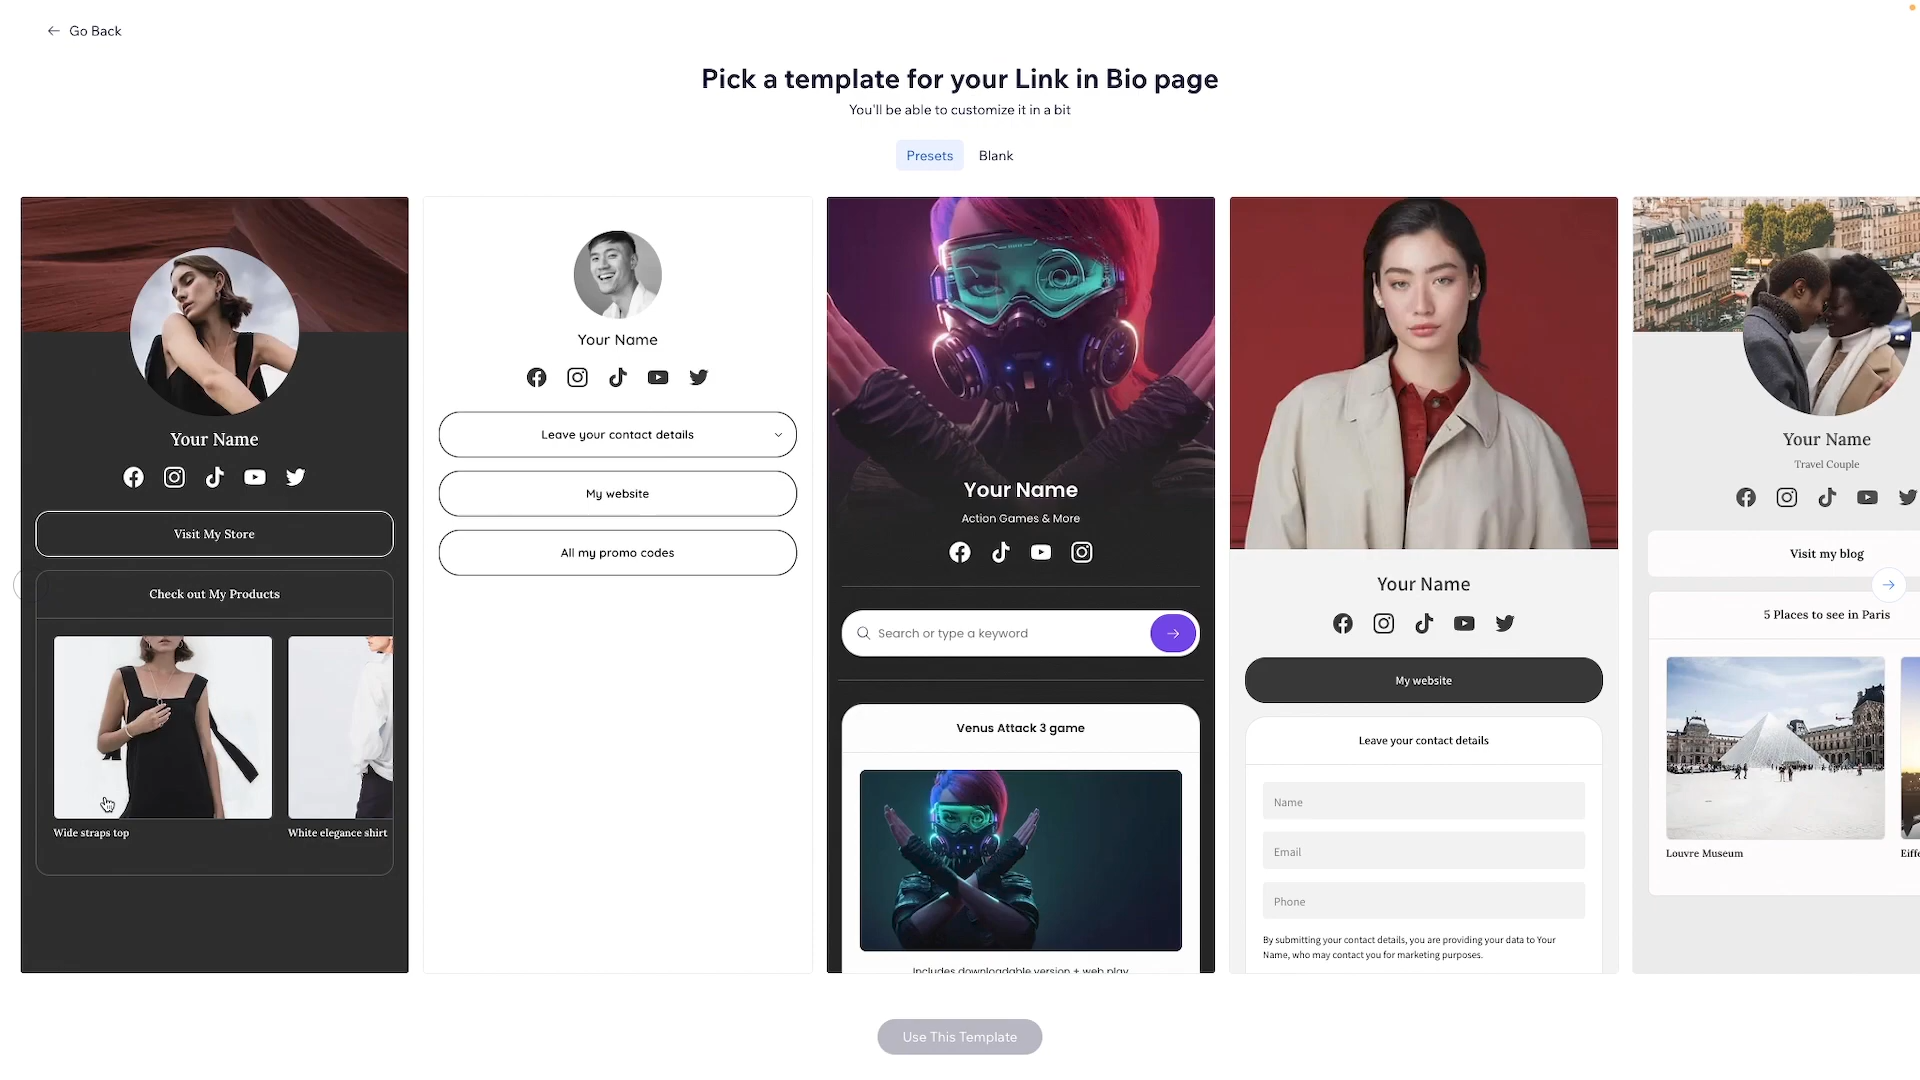 Go Back
Pick a template for your Link in Bio page
You'll be able to customize it in a bit
Presets
Blank
Your Name
Visit My Store
Check out My Products
Wide straps top
White elegance shirt
Your Name
Leave your contact details
My website
All my promo codes
Your Name
Action Games & More
Search or type a keyword
Venus Attack 3 game
Includes downloadable version + web play
Your Name
My website
Leave your contact details
Name
Email
Phone
By submitting your contact details, you are providing your data to Your
Name, who may contact you for marketing purposes.
Your Name
Travel Couple
Visit my blog
5 Places to see in Paris
Louvre Museum
Use This Template